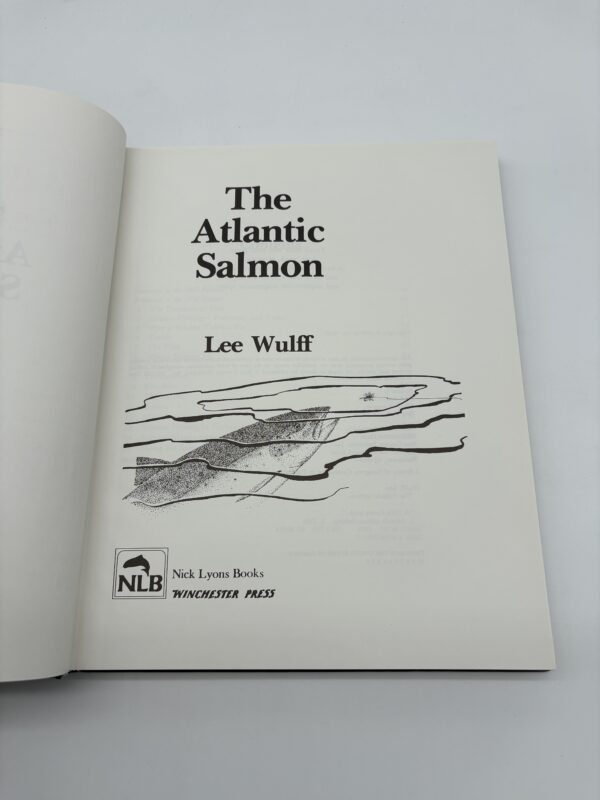 The
Atlantic
Salmon
Lee Wulff
NLB
Nick Lyons Books
WINCHESTER PRESS